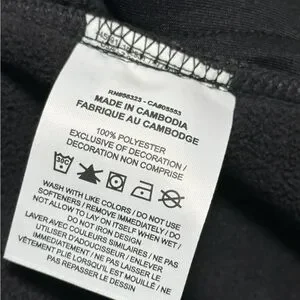 RN#56323 - CA#05553
MADE IN CAMBODIA
FABRIQUE AU CAMBODGE
100% POLYESTER
EXCLUSIVE OF DECORATION /
DECORATION NON COMPRISE
WASH WITH LIKE COLORS / DO NOT USE
SOFTENERS / REMOVE IMMEDIATELY / DO
NOT ALLOW TO LAY ON ITSELF WHEN WET /
DO NOT IRON DESIGN
LAVER AVEC COULEURS SIMILAIRES / NE PAS
UTILISER D'ADOUCISSEUR / ENLEVER
IMMÉDIATEMENT / NE PAS LAISSER LE
VÊTEMENT PLIÉ LORSQU'IL EST MOUILLÉ / NE
PAS REPASSER LE DESSIN